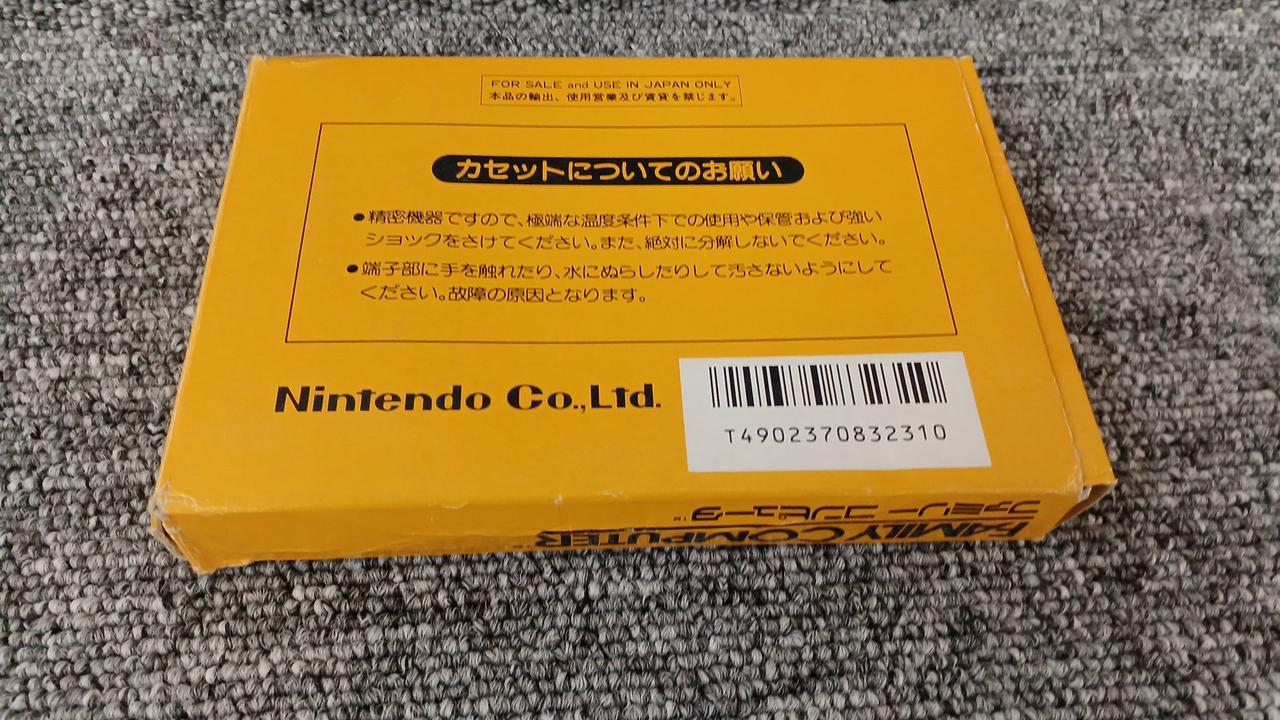 FOR SALE and USE IN JAPAN ONLY
本品の輸出、使用営業及び賃貸を禁じます。
カセットについてのお願い
●精密機器ですので、極端な温度条件下での使用や保管および強い
ショックをさけてください。また、絶対に分解しないでください。
●端子部に手を触れたり、水にぬらしたりして汚さないようにして
ください。故障の原因となります。
Nintendo Co.,Ltd.
T4902370832310
ファミリーコンピュータ™
FAMILY COMPUTER™